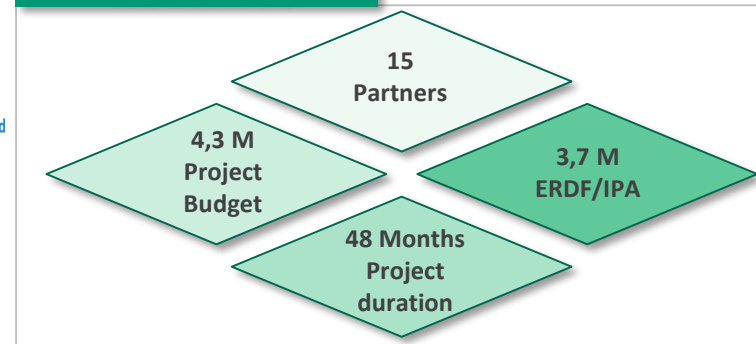 15
Partners
4,3 M
Project
Budget
3,7 M
ERDF/IPA
48 Months
Project
duration